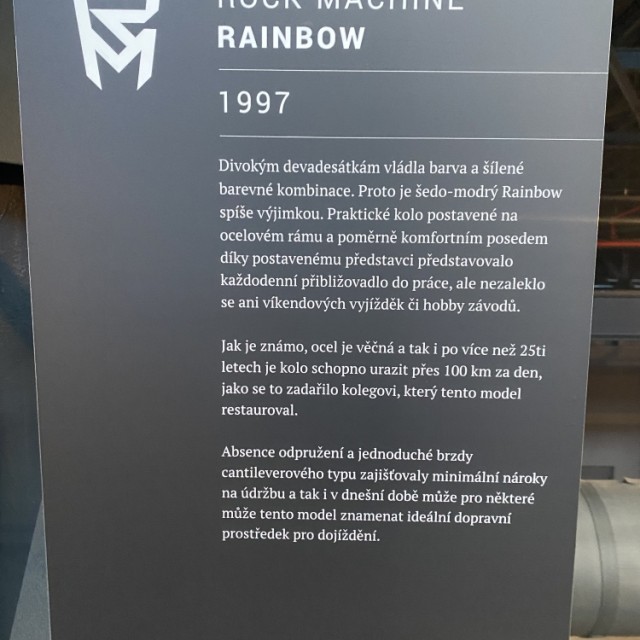 ROCK MACHINE
RAINBOW
1997
Divokým devadesátkám vládla barva a šílené
barevné kombinace. Proto je šedo-modrý Rainbow
spíše výjimkou. Praktické kolo postavené na
ocelovém rámu a poměrně komfortním posedem
díky postavenému představci představovalo
každodenní přibližovadlo do práce, ale nezaleklo
se ani víkendových vyjížděk či hobby závodů.
Jak je známo, ocel je věčná a tak i po více než 25ti
letech je kolo schopno urazit přes 100 km za den,
jako se to zadařilo kolegovi, který tento model
restauroval.
Absence odpružení a jednoduché brzdy
cantileverového typu zajišťovaly minimální nároky
na údržbu a tak i v dnešní době může pro některé
může tento model znamenat ideální dopravní
prostředek pro dojíždění.